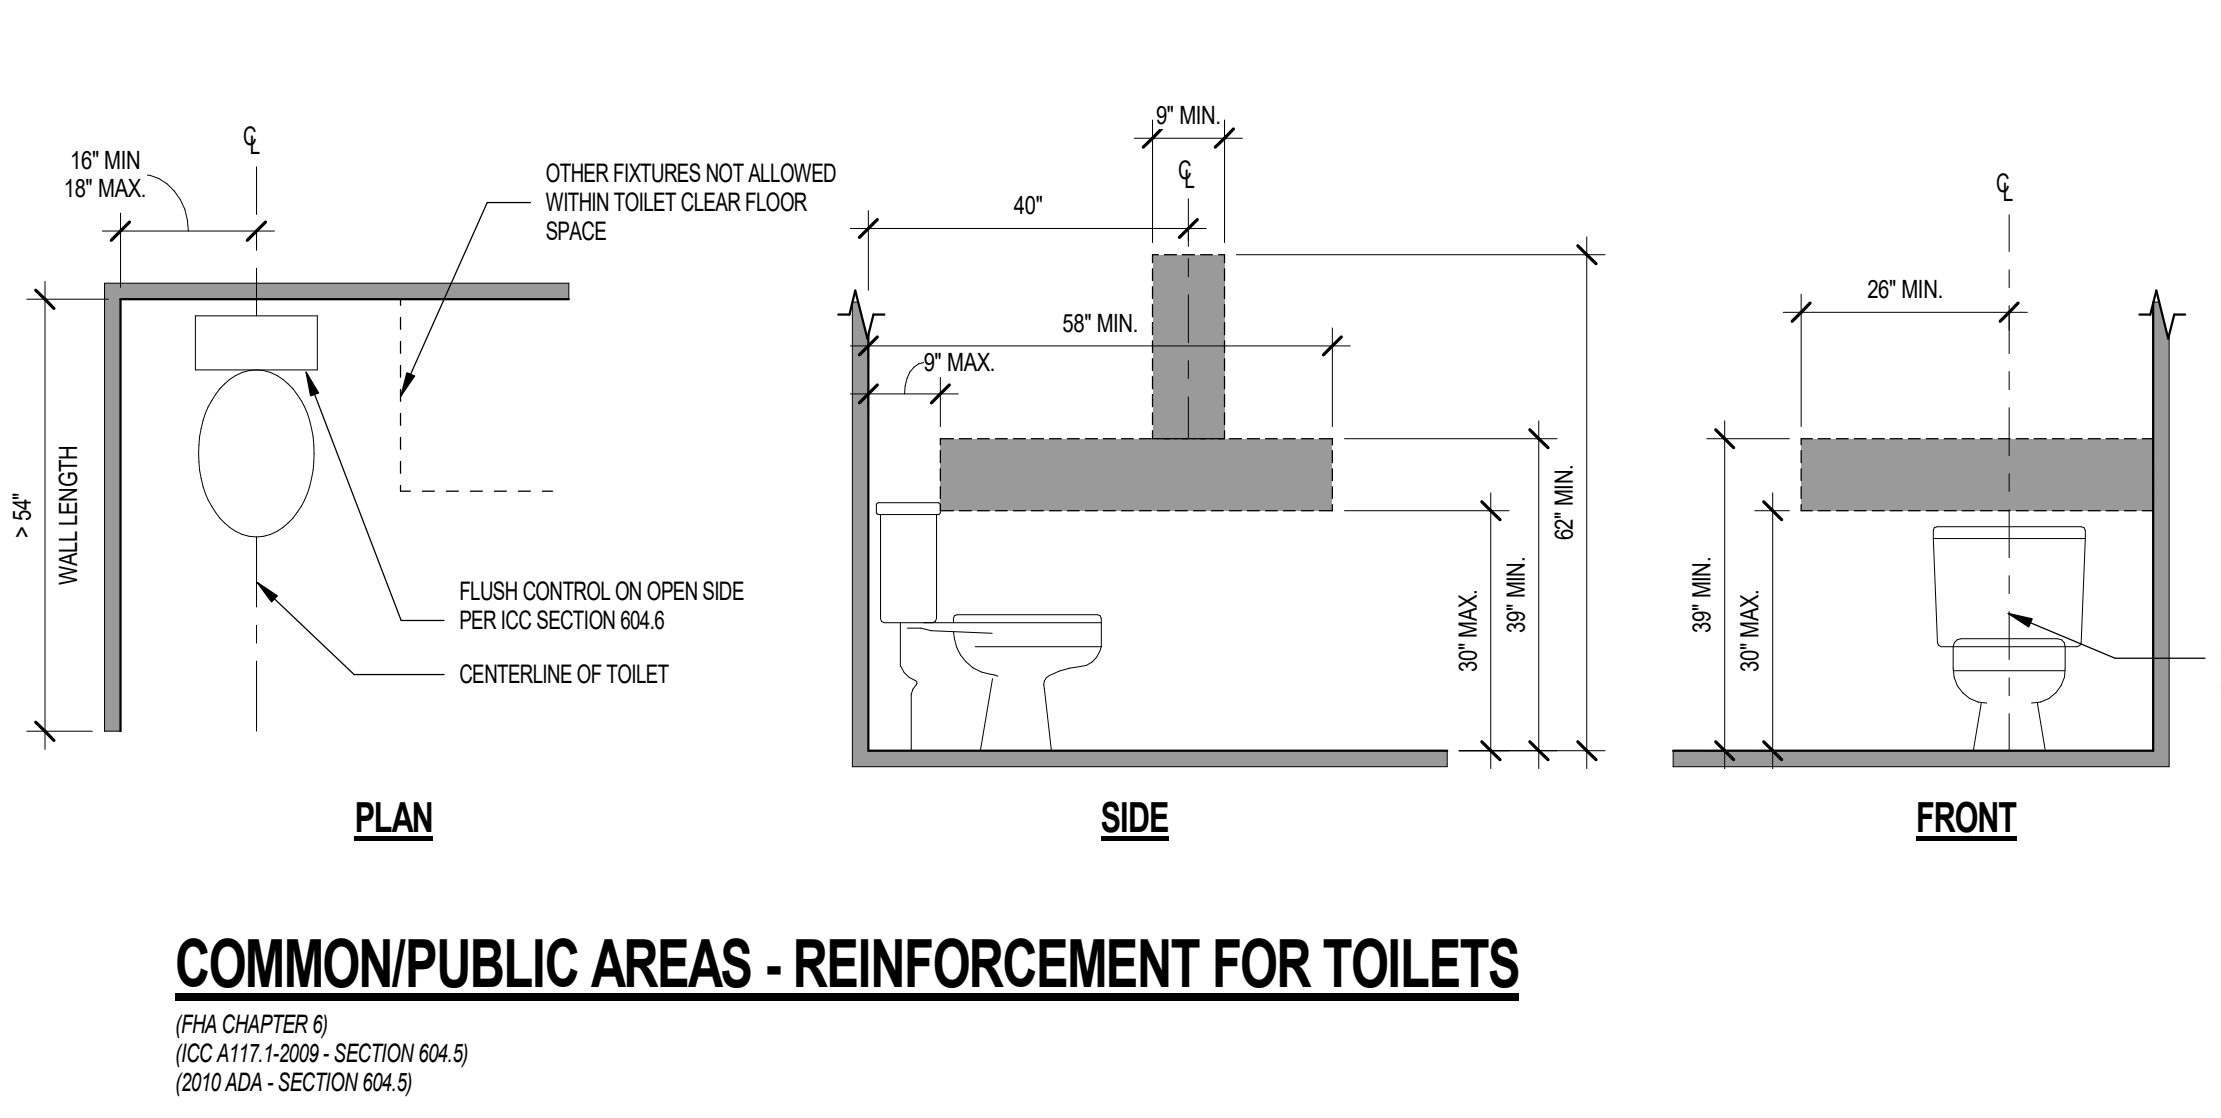 16" MIN
18" MAX.
℄
OTHER FIXTURES NOT ALLOWED
WITHIN TOILET CLEAR FLOOR
SPACE
> 54"
WALL LENGTH
FLUSH CONTROL ON OPEN SIDE
PER ICC SECTION 604.6
CENTERLINE OF TOILET
PLAN
9" MIN.
℄
40"
58" MIN.
9" MAX.
30" MAX.
39" MIN.
62" MIN.
SIDE
℄
26" MIN.
39" MIN.
30" MAX.
FRONT
COMMON/PUBLIC AREAS - REINFORCEMENT FOR TOILETS
(FHA CHAPTER 6)
(ICC A117.1-2009 - SECTION 604.5)
(2010 ADA - SECTION 604.5)